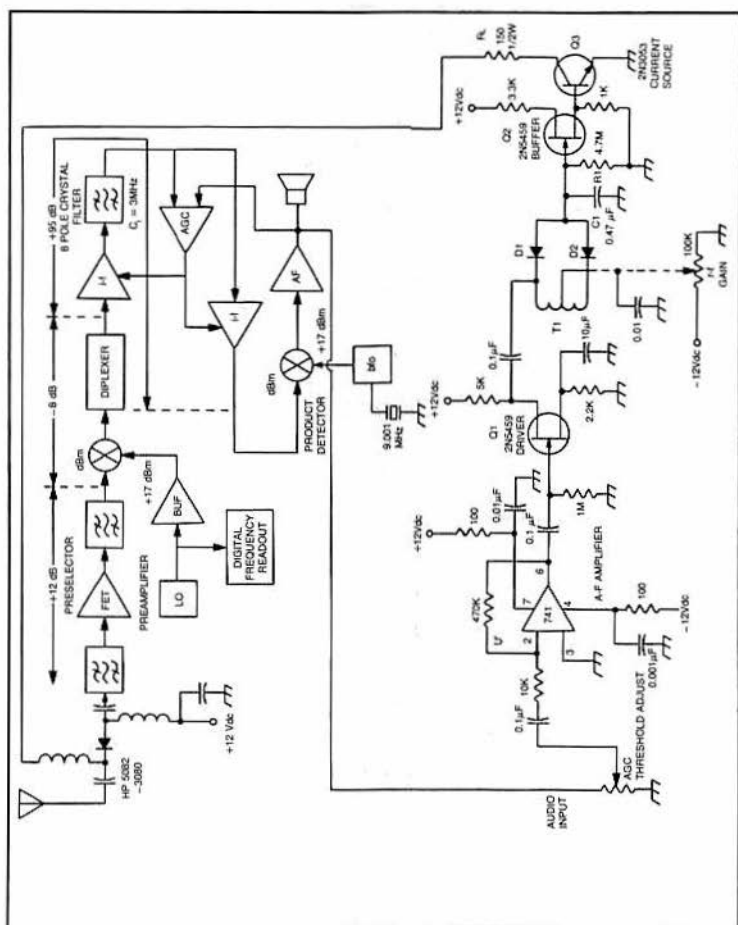 +12 dB
-8 dB
+95 dB
8 POLE CRYSTAL
FILTER
PRESELECTOR
FET
PREAMPLIFIER
dBm
DIPLEXER
i-f
= 3MHz
HP 5082
-3080
+12 Vdc
LO
BUF
+17 dBm
DIGITAL
FREQUENCY
READOUT
AGC
i-f
PRODUCT
DETECTOR
dBm
+17 dBm
AF
bfo
9.001
MHz
AUDIO
INPUT
AGC
THRESHOLD ADJUST
0.1µF
10K
2
3
470K
741
7
6
4
A-F AMPLIFIER
+12Vdc
100
0.01µF
0.001µF
100
-12Vdc
0.1 µF
1M
Q1
2N5459
DRIVER
+12Vdc
5K
2.2K
10µF
0.1µF
T1
D1
D2
0.01
-12Vdc
100K
i-f
GAIN
C1
0.47 µF
R1
4.7M
Q2
2N5459
BUFFER
+12Vdc
3.3K
1K
RL
150
1/2W
Q3
2N3053
CURRENT
SOURCE